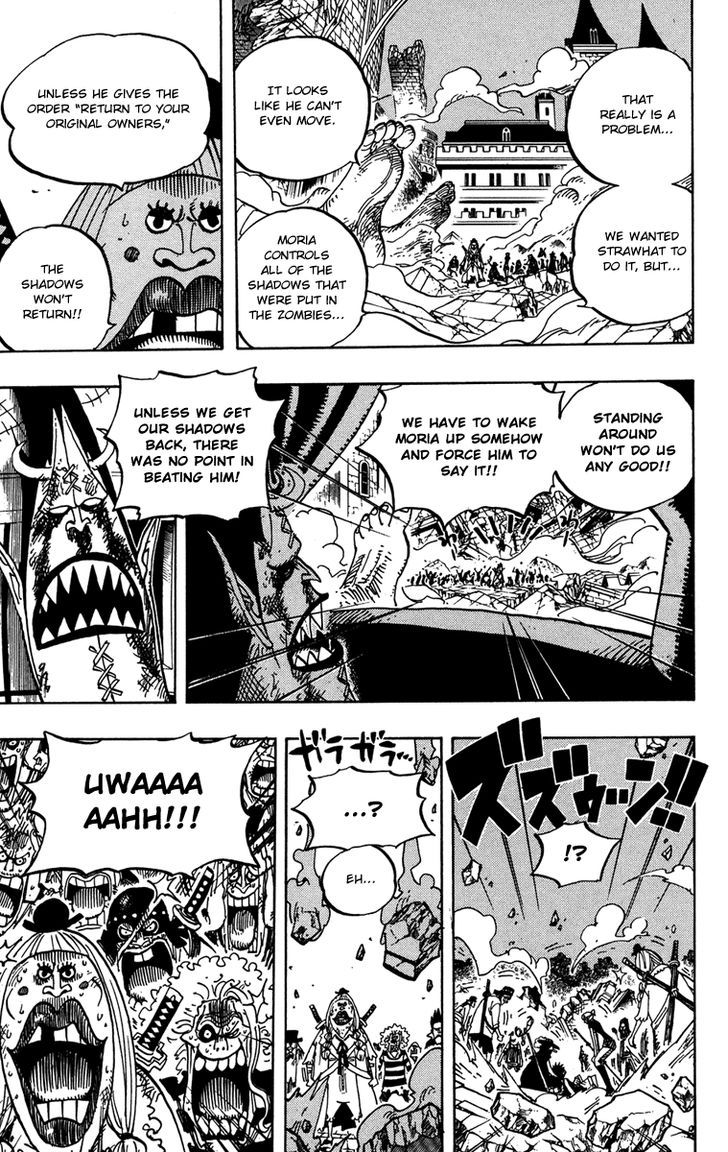 THAT
REALLY IS A
PROBLEM...
WE WANTED
STRAWHAT TO
DO IT, BUT...
IT LOOKS
LIKE HE CAN'T
EVEN MOVE.
MORIA
CONTROLS
ALL OF THE
SHADOWS THAT
WERE PUT IN
THE ZOMBIES...
UNLESS HE GIVES THE
ORDER "RETURN TO YOUR
ORIGINAL OWNERS,"
THE
SHADOWS
WON'T
RETURN!!
STANDING
AROUND
WON'T DO US
ANY GOOD!!
WE HAVE TO WAKE
MORIA UP SOMEHOW
AND FORCE HIM TO
SAY IT!!
UNLESS WE GET
OUR SHADOWS
BACK, THERE
WAS NO POINT IN
BEATING HIM!
ズズゥゥン!!
!?
ガラガラ...
...?
EH...
UWAAAA
AAHH!!!